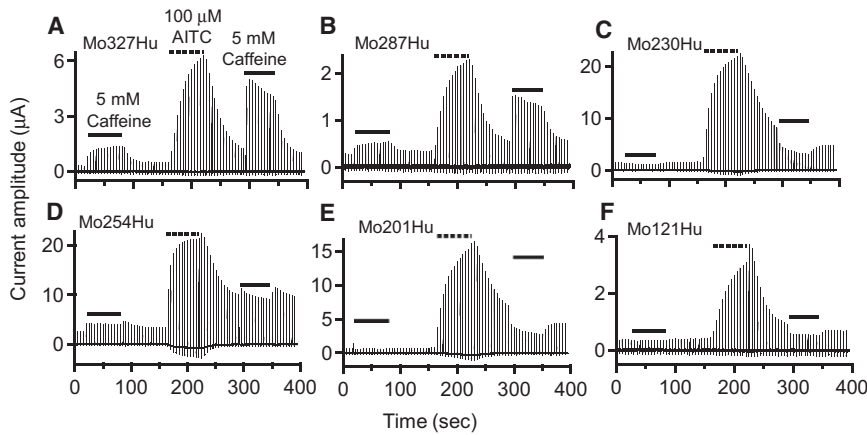 A
Mo327Hu
100 μM
AITC
5 mM
Caffeine
5 mM
Caffeine
6
3
0
B
Mo287Hu
2
1
0
C
Mo230Hu
20
10
0
D
Mo254Hu
20
10
0
0 100 200 300 400
E
Mo201Hu
15
10
5
0
0 100 200 300 400
F
Mo121Hu
4
2
0
0 100 200 300 400
Current amplitude (μA)
Time (sec)